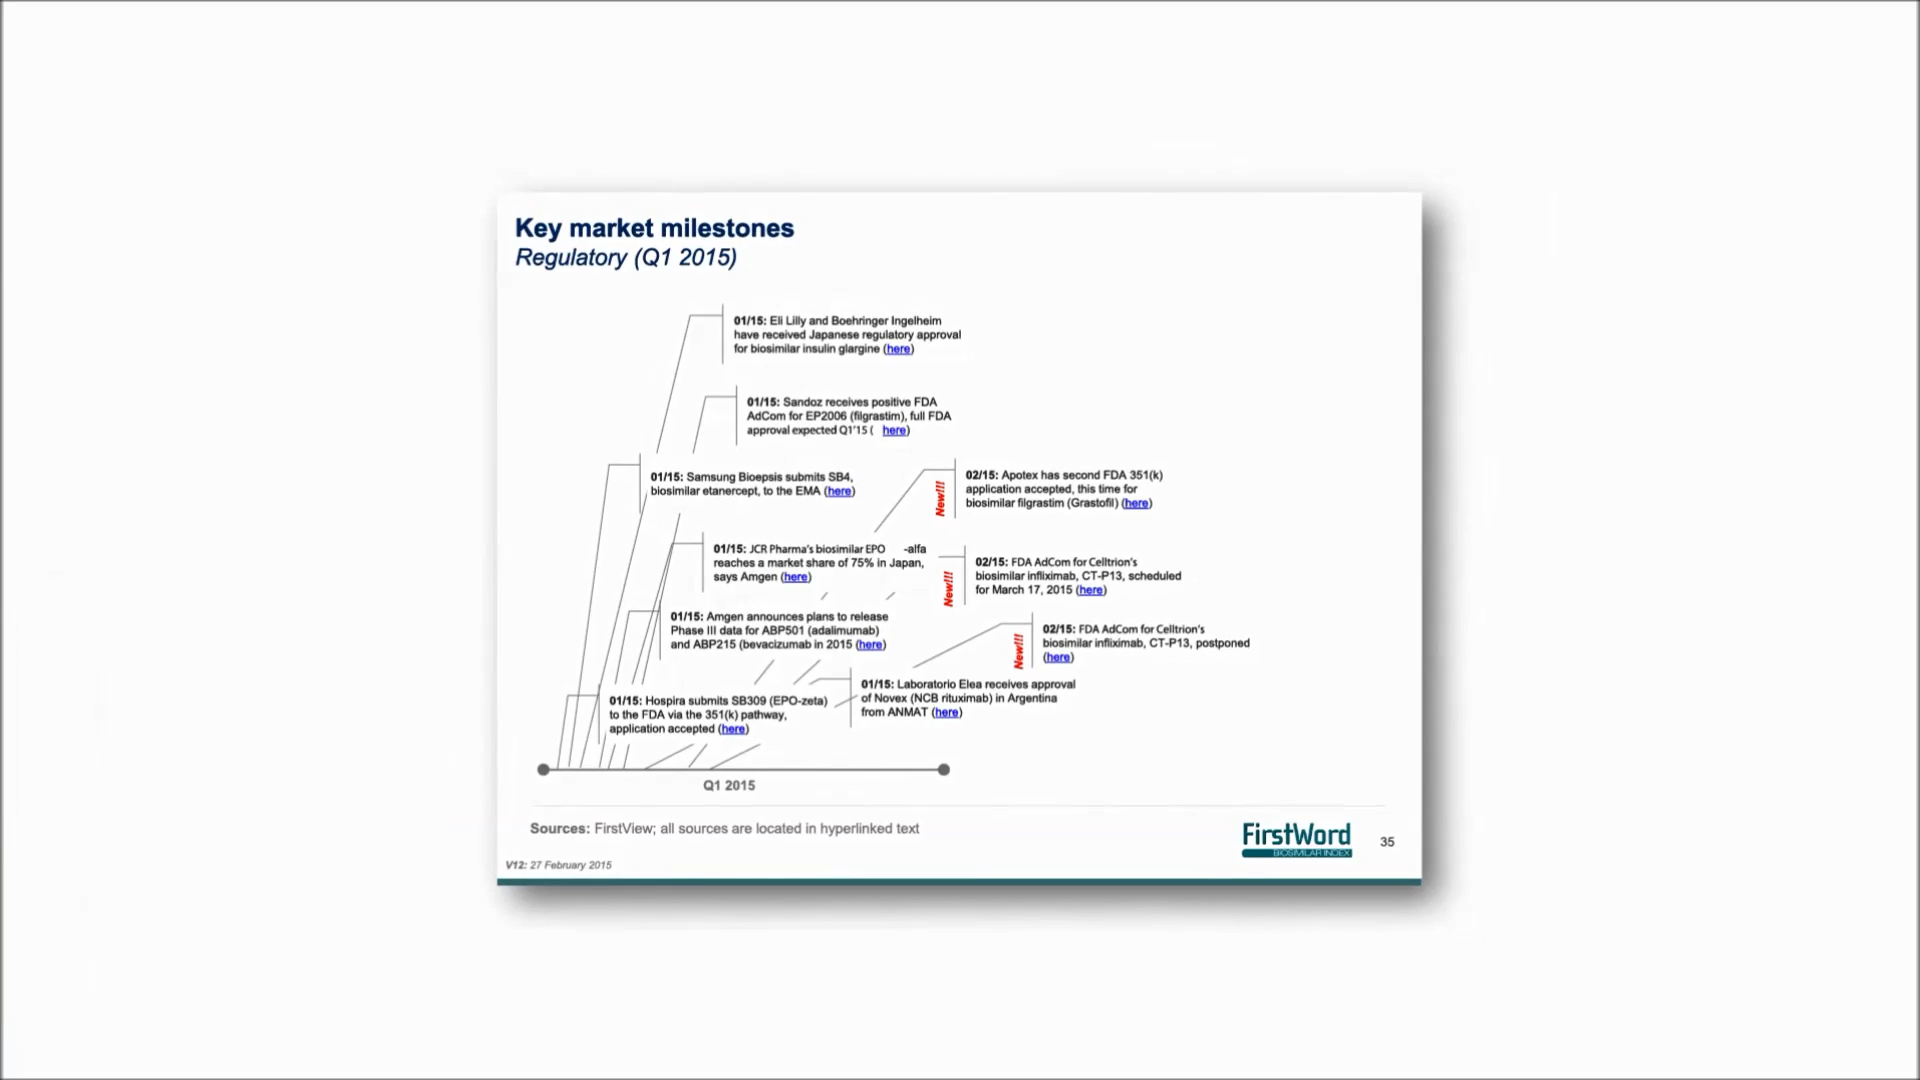 Key market milestones
Regulatory (Q1 2015)
01/15: Eli Lilly and Boehringer Ingelheim
have received Japanese regulatory approval
for biosimilar insulin glargine (here)
01/15: Sandoz receives positive FDA
AdCom for EP2006 (filgrastim), full FDA
approval expected Q1'15 ( here)
01/15: Samsung Bioepsis submits SB4,
biosimilar etanercept, to the EMA (here)
New!!!
02/15: Apotex has second FDA 351(k)
application accepted, this time for
biosimilar filgrastim (Grastofil) (here)
01/15: JCR Pharma's biosimilar EPO -alfa
reaches a market share of 75% in Japan,
says Amgen (here)
New!!!
02/15: FDA AdCom for Celltrion's
biosimilar infliximab, CT-P13, scheduled
for March 17, 2015 (here)
01/15: Amgen announces plans to release
Phase III data for ABP501 (adalimumab)
and ABP215 (bevacizumab in 2015 (here)
New!!!
02/15: FDA AdCom for Celltrion's
biosimilar infliximab, CT-P13, postponed
(here)
01/15: Hospira submits SB309 (EPO-zeta)
to the FDA via the 351(k) pathway,
application accepted (here)
01/15: Laboratorio Elea receives approval
of Novex (NCB rituximab) in Argentina
from ANMAT (here)
Q1 2015
Sources: FirstView; all sources are located in hyperlinked text
FirstWord
BIOSIMILAR INDEX
35
V12: 27 February 2015